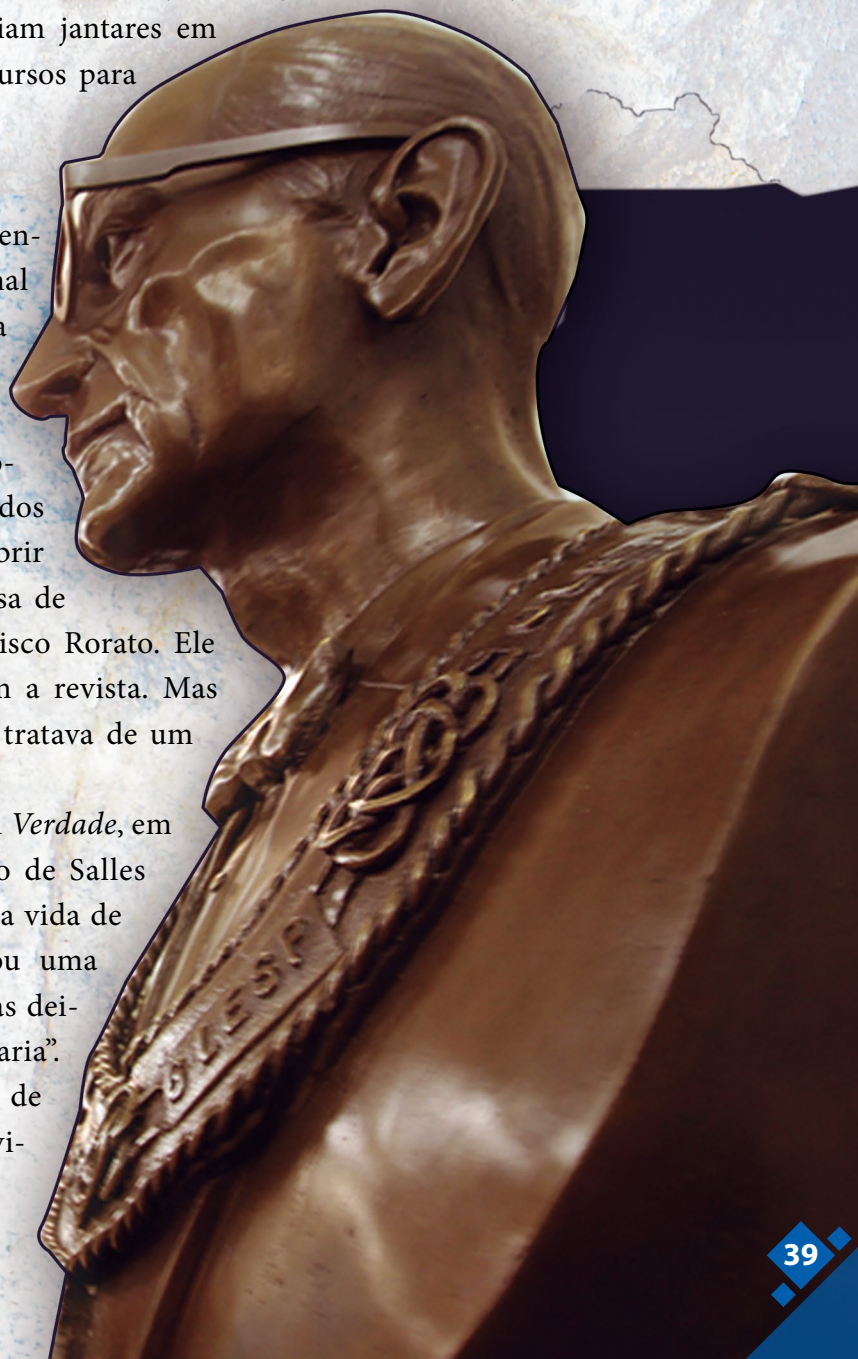 iam jantares em
ursos para
en-
nal
a
o-
dos
brir
sa de
isco Rorato. Ele
n a revista. Mas
tratava de um
Verdade, em
o de Salles
a vida de
ou uma
as dei-
aria”.
de
vi-
GLESP
39